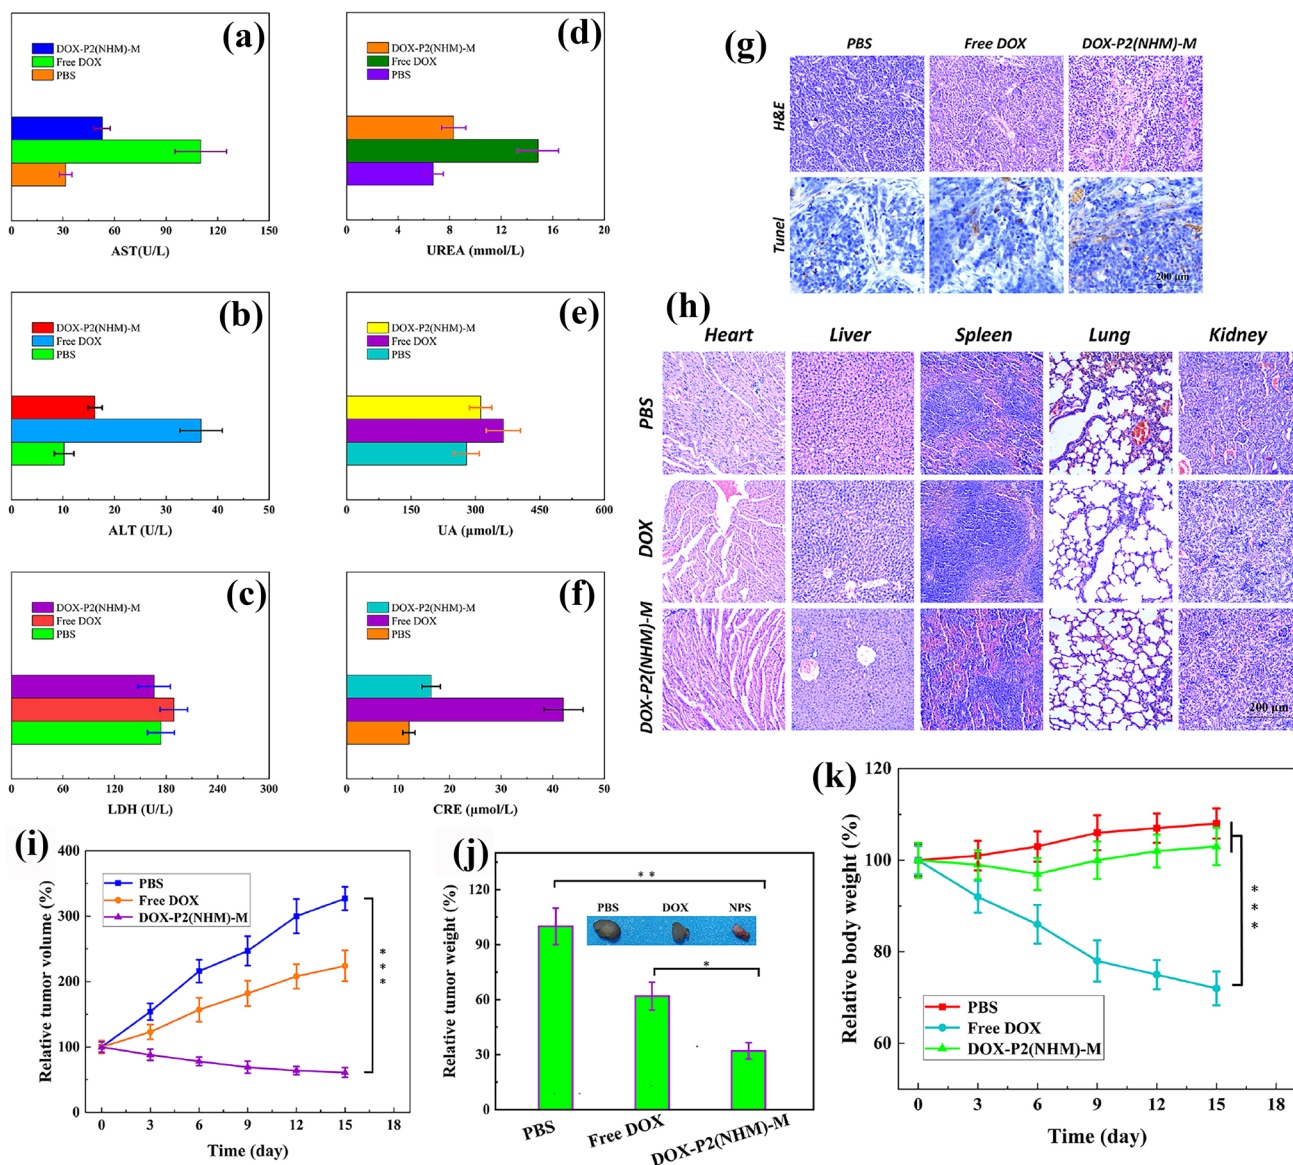 (a)
DOX-P2(NHM)-M
Free DOX
PBS
0 30 60 90 120 150
AST(U/L)
(d)
DOX-P2(NHM)-M
Free DOX
PBS
0 4 8 12 16 20
UREA (mmol/L)
(b)
DOX-P2(NHM)-M
Free DOX
PBS
0 10 20 30 40 50
ALT (U/L)
(e)
DOX-P2(NHM)-M
Free DOX
PBS
0 150 300 450 600
UA (μmol/L)
(c)
DOX-P2(NHM)-M
Free DOX
PBS
0 60 120 180 240 300
LDH (U/L)
(f)
DOX-P2(NHM)-M
Free DOX
PBS
0 10 20 30 40 50
CRE (μmol/L)
(g)
PBS Free DOX DOX-P2(NHM)-M
H&E
Tunel
200 μm
(h)
Heart Liver Spleen Lung Kidney
PBS
DOX
DOX-P2(NHM)-M
200 μm
(i)
400
300
200
100
0
Relative tumor volume (%)
PBS
Free DOX
DOX-P2(NHM)-M
***
0 3 6 9 12 15 18
Time (day)
(j)
120
90
60
30
0
Relative tumor weight (%)
**
PBS DOX NPS
*
PBS
Free DOX
DOX-P2(NHM)-M
(k)
120
100
80
60
Relative body weight (%)
***
PBS
Free DOX
DOX-P2(NHM)-M
0 3 6 9 12 15 18
Time (day)